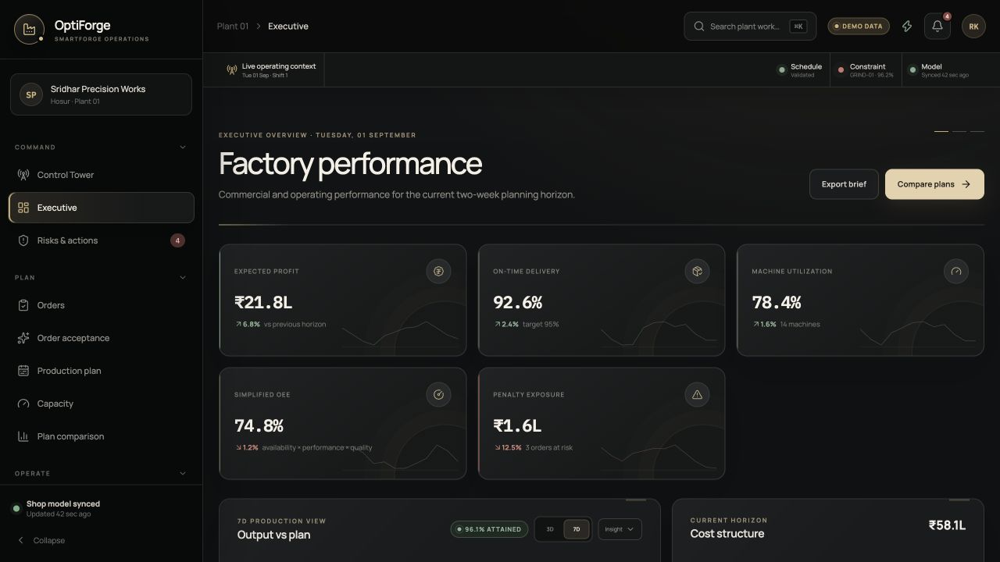 OptiForge
SMARTFORGE OPERATIONS
Plant 01
Executive
Search plant work...
⌘K
DEMO DATA
4
RK
Live operating context
Tue 01 Sep · Shift 1
Schedule
Validated
Constraint
GRIND-01 · 96.2%
Model
Synced 42 sec ago
SP
Sridhar Precision Works
Hosur · Plant 01
COMMAND
Control Tower
Executive
Risks & actions
4
PLAN
Orders
Order acceptance
Production plan
Capacity
Plan comparison
OPERATE
Shop model synced
Updated 42 sec ago
Collapse
EXECUTIVE OVERVIEW · TUESDAY, 01 SEPTEMBER
Factory performance
Commercial and operating performance for the current two-week planning horizon.
Export brief
Compare plans
EXPECTED PROFIT
₹21.8L
6.8% vs previous horizon
ON-TIME DELIVERY
92.6%
2.4% target 95%
MACHINE UTILIZATION
78.4%
1.6% 14 machines
SIMPLIFIED OEE
74.8%
1.2% availability × performance × quality
PENALTY EXPOSURE
₹1.6L
12.5% 3 orders at risk
7D PRODUCTION VIEW
Output vs plan
96.1% ATTAINED
3D
7D
Insight
CURRENT HORIZON
Cost structure
₹58.1L